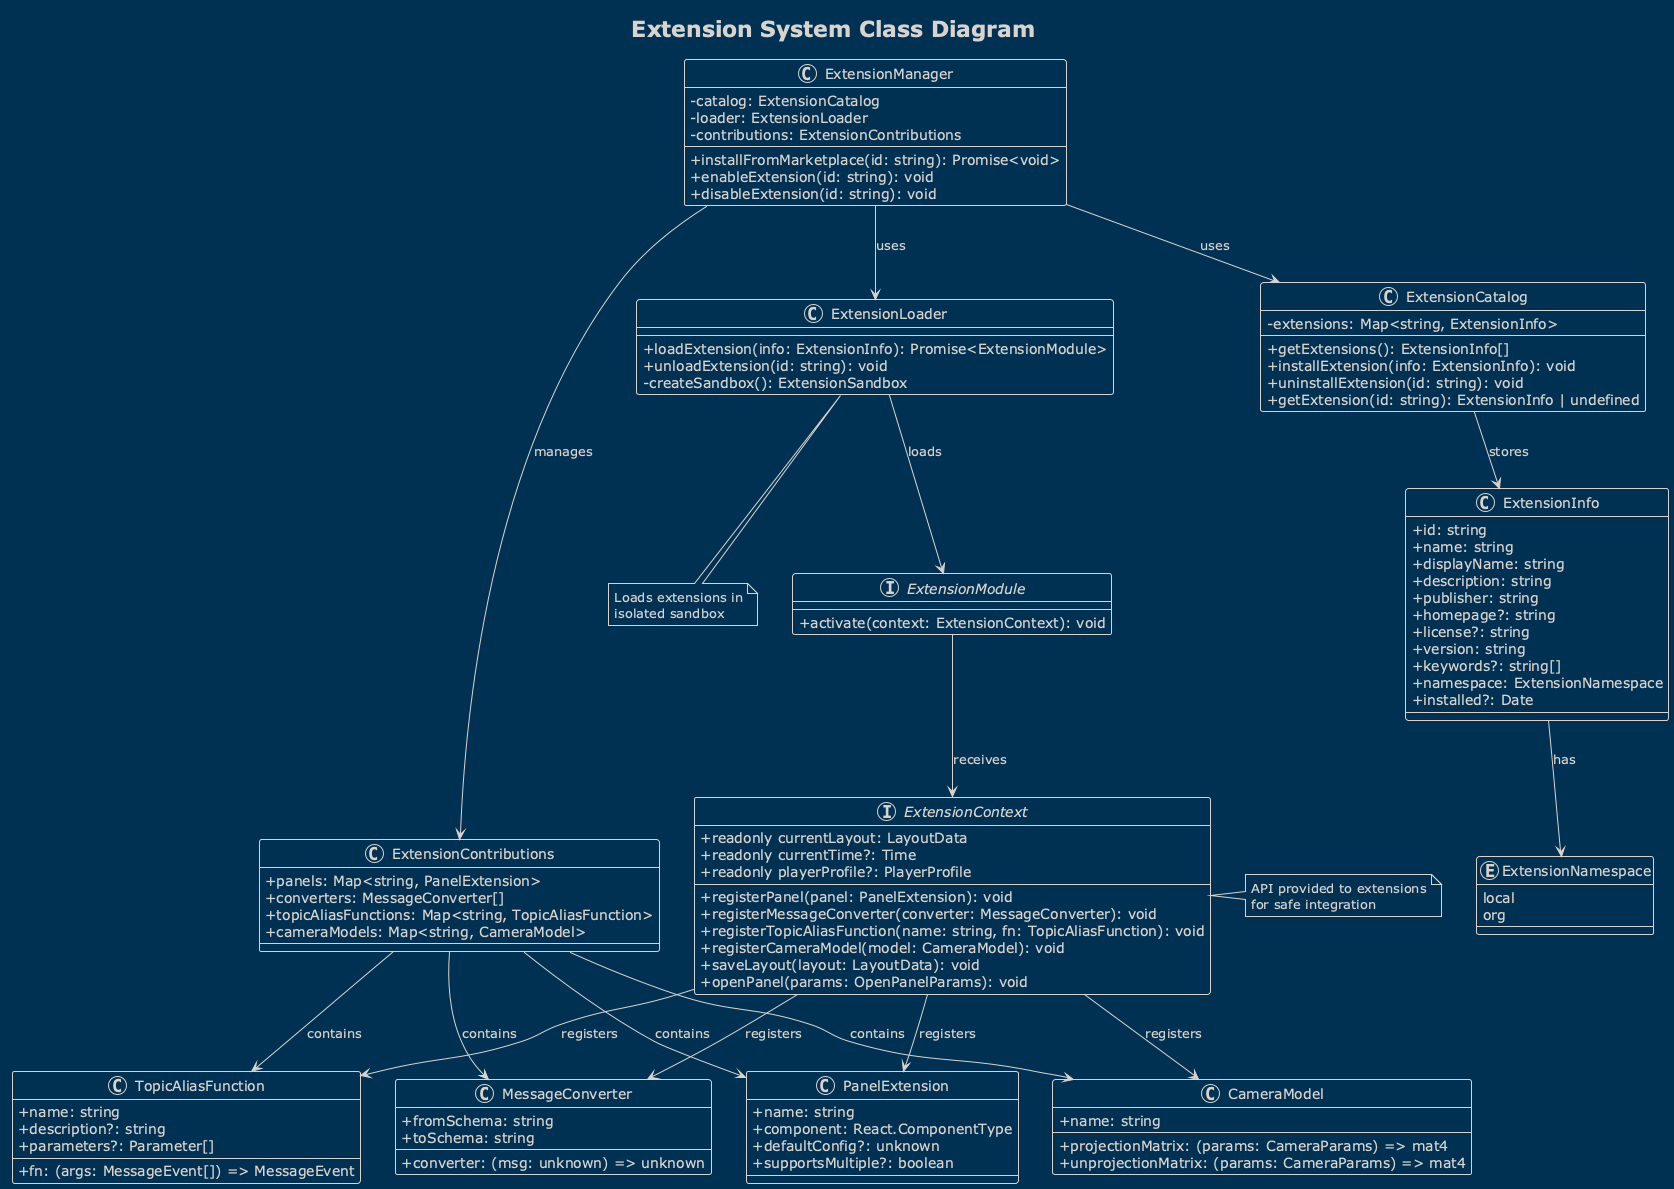 Extension System Class Diagram
C ExtensionManager
-catalog: ExtensionCatalog
-loader: ExtensionLoader
-contributions: ExtensionContributions
+installFromMarketplace(id: string): Promise<void>
+enableExtension(id: string): void
+disableExtension(id: string): void
uses
uses
manages
C ExtensionLoader
+loadExtension(info: ExtensionInfo): Promise<ExtensionModule>
+unloadExtension(id: string): void
-createSandbox(): ExtensionSandbox
C ExtensionCatalog
-extensions: Map<string, ExtensionInfo>
+getExtensions(): ExtensionInfo[]
+installExtension(info: ExtensionInfo): void
+uninstallExtension(id: string): void
+getExtension(id: string): ExtensionInfo | undefined
loads
stores
Loads extensions in
isolated sandbox
I ExtensionModule
+activate(context: ExtensionContext): void
C ExtensionInfo
+id: string
+name: string
+displayName: string
+description: string
+publisher: string
+homepage?: string
+license?: string
+version: string
+keywords?: string[]
+namespace: ExtensionNamespace
+installed?: Date
receives
has
C ExtensionContributions
+panels: Map<string, PanelExtension>
+converters: MessageConverter[]
+topicAliasFunctions: Map<string, TopicAliasFunction>
+cameraModels: Map<string, CameraModel>
I ExtensionContext
+readonly currentLayout: LayoutData
+readonly currentTime?: Time
+readonly playerProfile?: PlayerProfile
+registerPanel(panel: PanelExtension): void
+registerMessageConverter(converter: MessageConverter): void
+registerTopicAliasFunction(name: string, fn: TopicAliasFunction): void
+registerCameraModel(model: CameraModel): void
+saveLayout(layout: LayoutData): void
+openPanel(params: OpenPanelParams): void
API provided to extensions
for safe integration
E ExtensionNamespace
local
org
contains
contains
registers
contains
registers
contains
registers
registers
C TopicAliasFunction
+name: string
+description?: string
+parameters?: Parameter[]
+fn: (args: MessageEvent[]) => MessageEvent
C MessageConverter
+fromSchema: string
+toSchema: string
+converter: (msg: unknown) => unknown
C PanelExtension
+name: string
+component: React.ComponentType
+defaultConfig?: unknown
+supportsMultiple?: boolean
C CameraModel
+name: string
+projectionMatrix: (params: CameraParams) => mat4
+unprojectionMatrix: (params: CameraParams) => mat4